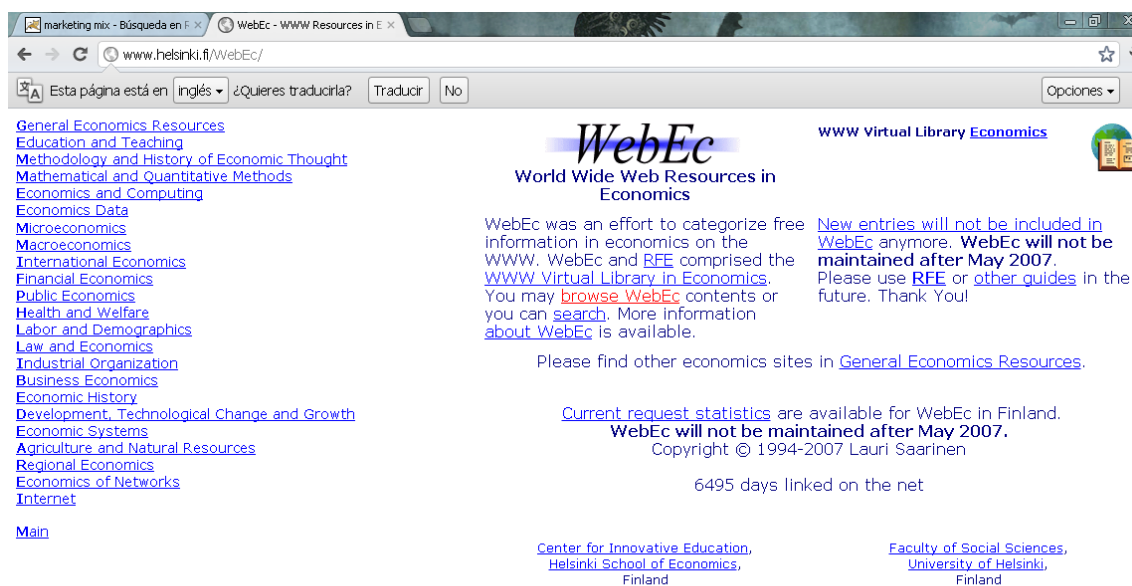 marketing mix - Búsqueda en F
WebEc - WWW Resources in E
www.helsinki.fi/WebEc/
Esta página está en inglés ¿Quieres traducirla? Traducir No Opciones
General Economics Resources
Education and Teaching
Methodology and History of Economic Thought
Mathematical and Quantitative Methods
Economics and Computing
Economics Data
Microeconomics
Macroeconomics
International Economics
Financial Economics
Public Economics
Health and Welfare
Labor and Demographics
Law and Economics
Industrial Organization
Business Economics
Economic History
Development, Technological Change and Growth
Economic Systems
Agriculture and Natural Resources
Regional Economics
Economics of Networks
Internet
Main
WebEc
World Wide Web Resources in
Economics
WebEc was an effort to categorize free
information in economics on the
WWW. WebEc and RFE comprised the
WWW Virtual Library in Economics.
You may browse WebEc contents or
you can search. More information
about WebEc is available.
WWW Virtual Library Economics
New entries will not be included in
WebEc anymore. WebEc will not be
maintained after May 2007.
Please use RFE or other guides in the
future. Thank You!
Please find other economics sites in General Economics Resources.
Current request statistics are available for WebEc in Finland.
WebEc will not be maintained after May 2007.
Copyright © 1994-2007 Lauri Saarinen
6495 days linked on the net
Center for Innovative Education,
Helsinki School of Economics,
Finland
Faculty of Social Sciences,
University of Helsinki,
Finland